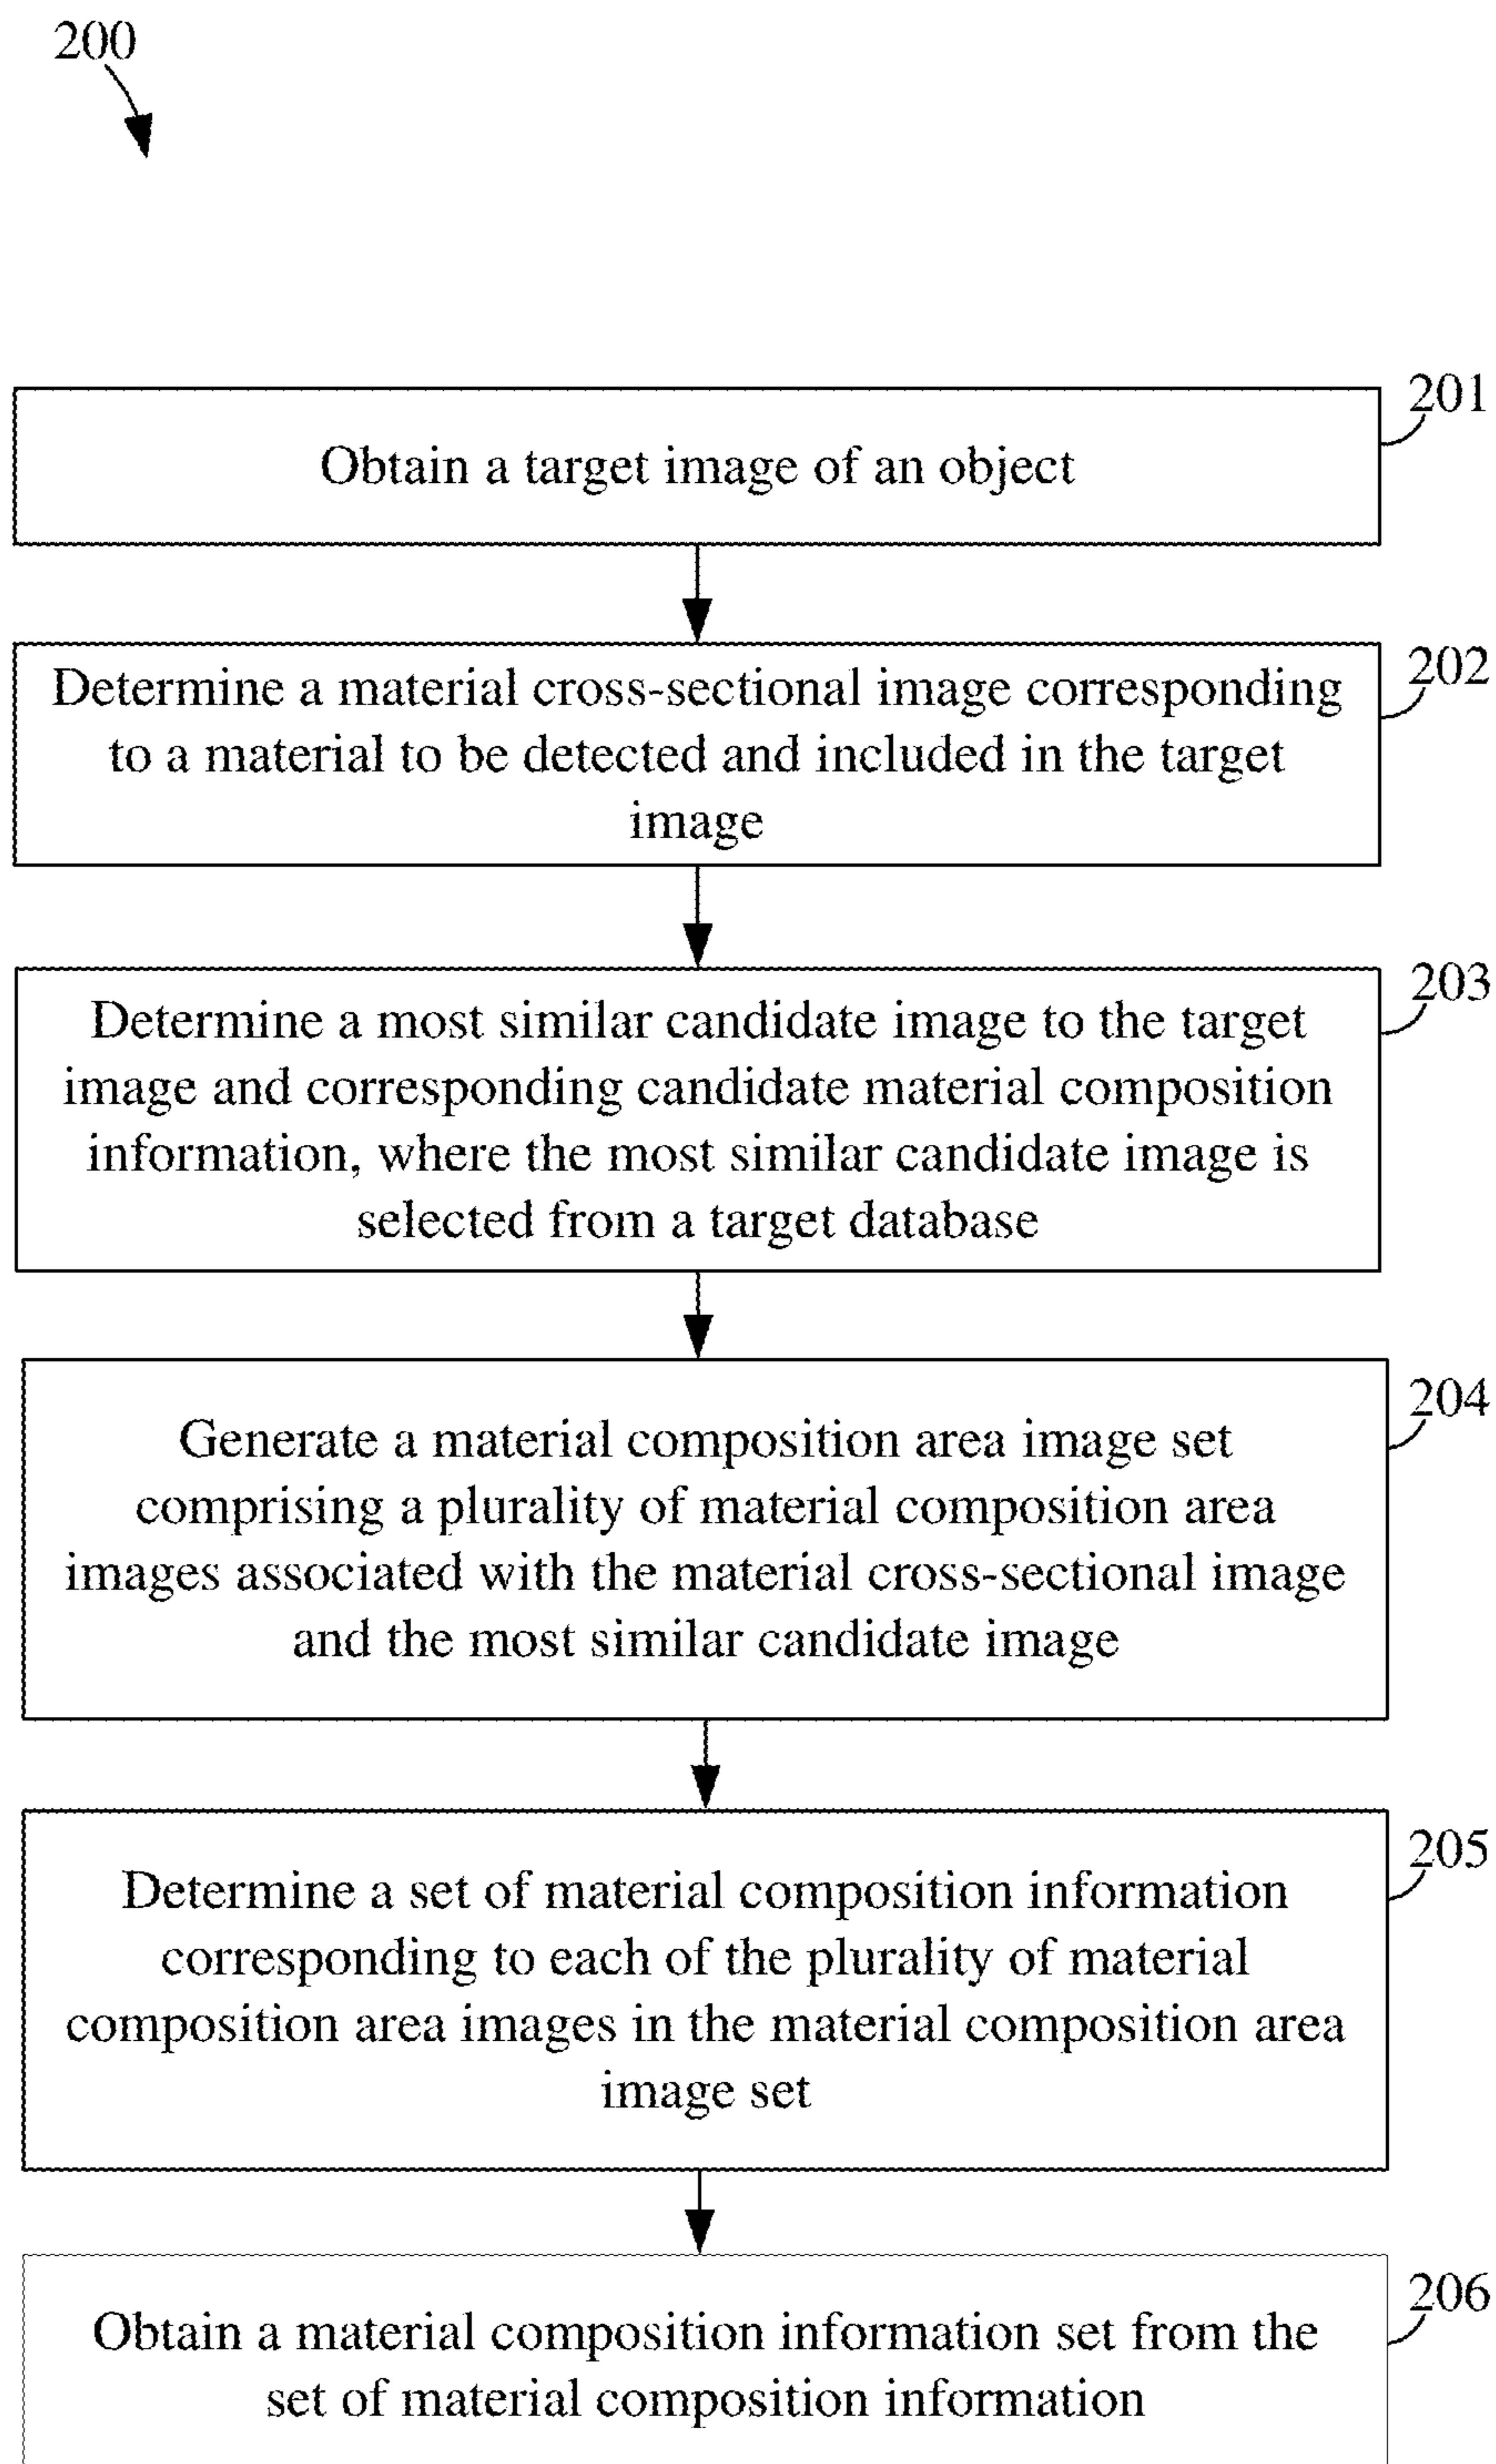 200
201
Obtain a target image of an object
202
Determine a material cross-sectional image corresponding
to a material to be detected and included in the target
image
203
Determine a most similar candidate image to the target
image and corresponding candidate material composition
information, where the most similar candidate image is
selected from a target database
204
Generate a material composition area image set
comprising a plurality of material composition area
images associated with the material cross-sectional image
and the most similar candidate image
205
Determine a set of material composition information
corresponding to each of the plurality of material
composition area images in the material composition area
image set
206
Obtain a material composition information set from the
set of material composition information